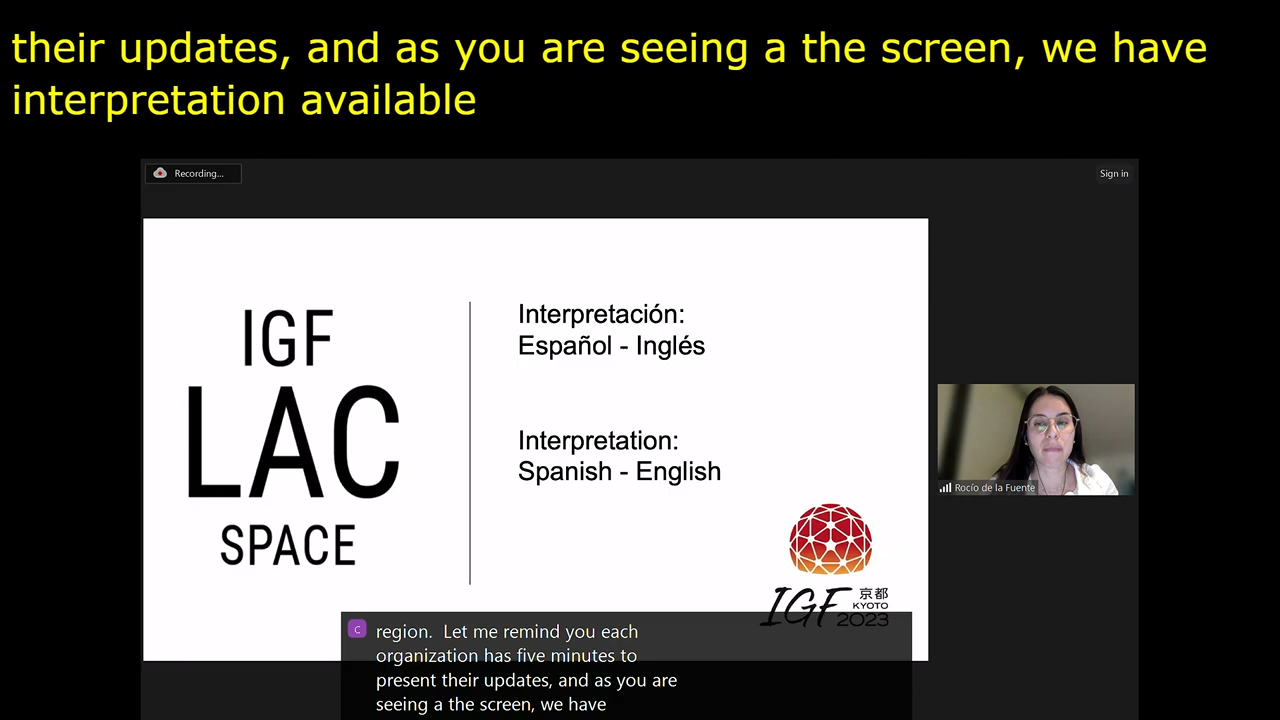 their updates, and as you are seeing a the screen, we have
interpretation available
Recording...
Sign in
IGF
LAC
SPACE
Interpretación:
Español - Inglés
Interpretation:
Spanish - English
Rocío de la Fuente
IGF 京都
KYOTO
2023
C
region. Let me remind you each
organization has five minutes to
present their updates, and as you are
seeing a the screen, we have